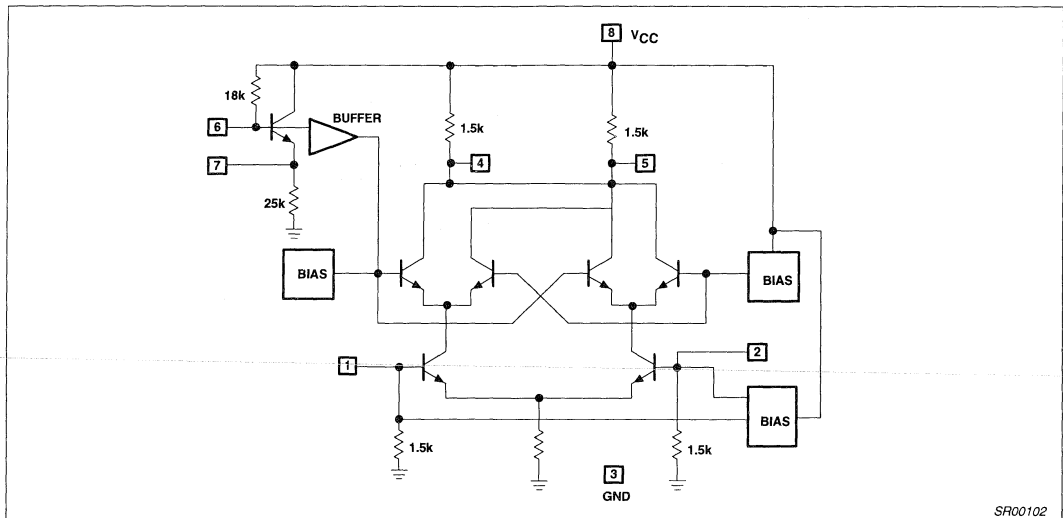 8 VCC
18k
6
BUFFER
1.5k
1.5k
7
4
5
25k
BIAS
BIAS
1
2
BIAS
1.5k
1.5k
3
GND
SR00102